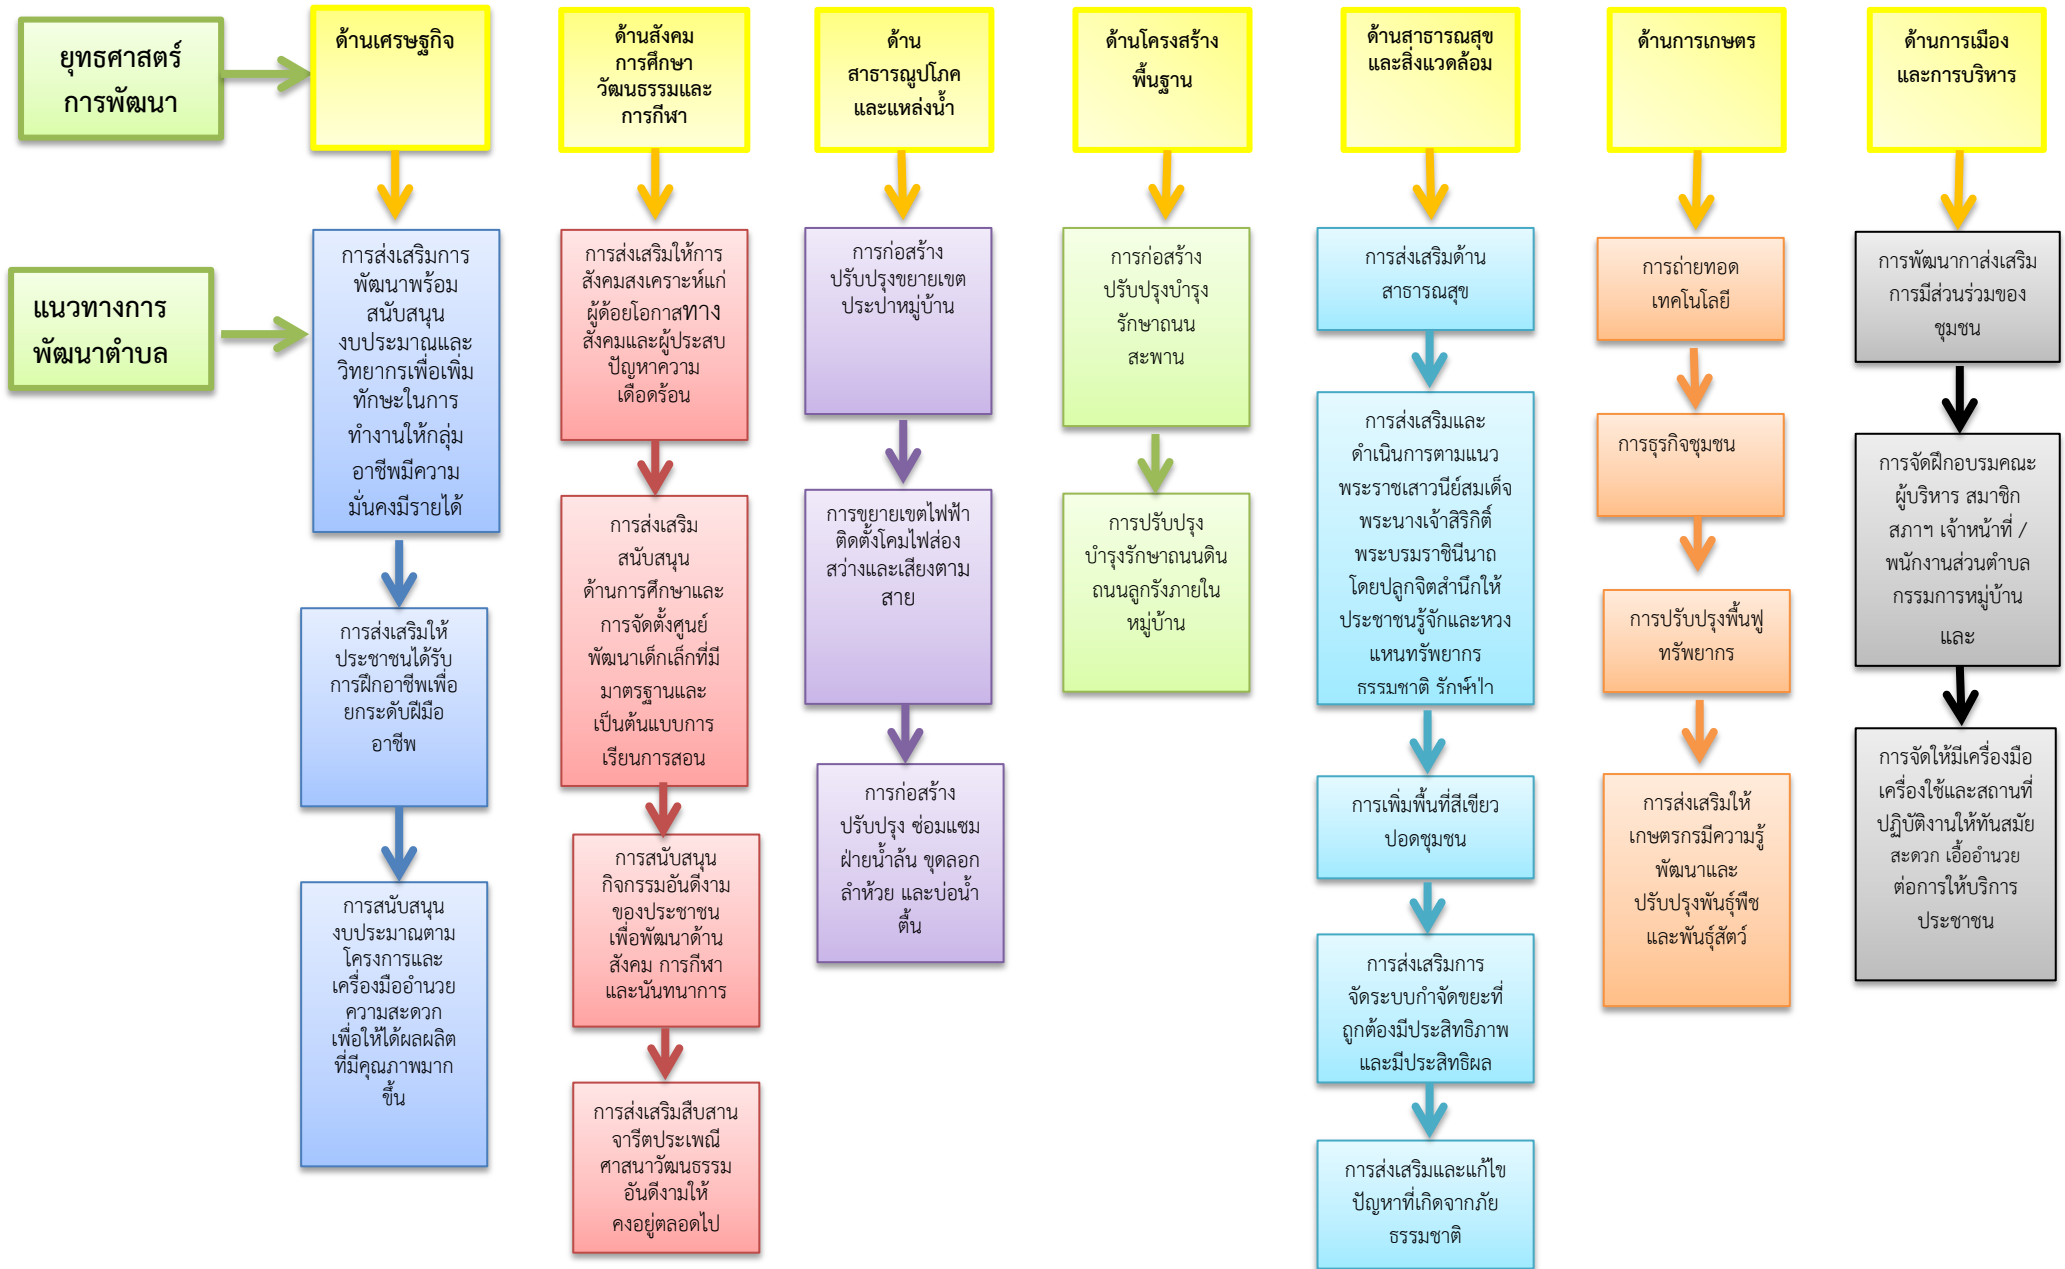 ยุทธศาสตร์
การพัฒนา
ด้านเศรษฐกิจ
ด้านสังคม
การศึกษา
วัฒนธรรมและ
การกีฬา
ด้าน
สาธารณูปโภค
และแหล่งน้ำ
ด้านโครงสร้าง
พื้นฐาน
ด้านสาธารณสุข
และสิ่งแวดล้อม
ด้านการเกษตร
ด้านการเมือง
และการบริหาร
แนวทางการ
พัฒนาตำบล
การส่งเสริมการ
พัฒนาพร้อม
สนับสนุน
งบประมาณและ
วิทยากรเพื่อเพิ่ม
ทักษะในการ
ทำงานให้กลุ่ม
อาชีพมีความ
มั่นคงมีรายได้
การส่งเสริมให้
ประชาชนได้รับ
การฝึกอาชีพเพื่อ
ยกระดับฝีมือ
อาชีพ
การสนับสนุน
งบประมาณตาม
โครงการและ
เครื่องมืออำนวย
ความสะดวก
เพื่อให้ได้ผลผลิต
ที่มีคุณภาพมาก
ขึ้น
การส่งเสริมให้การ
สังคมสงเคราะห์แก่
ผู้ด้อยโอกาสทาง
สังคมและผู้ประสบ
ปัญหาความ
เดือดร้อน
การส่งเสริม
สนับสนุน
ด้านการศึกษาและ
การจัดตั้งศูนย์
พัฒนาเด็กเล็กที่มี
มาตรฐานและ
เป็นต้นแบบการ
เรียนการสอน
การสนับสนุน
กิจกรรมอันดีงาม
ของประชาชน
เพื่อพัฒนาด้าน
สังคม การกีฬา
และนันทนาการ
การส่งเสริมสืบสาน
จารีตประเพณี
ศาสนาวัฒนธรรม
อันดีงามให้
คงอยู่ตลอดไป
การก่อสร้าง
ปรับปรุงขยายเขต
ประปาหมู่บ้าน
การขยายเขตไฟฟ้า
ติดตั้งโคมไฟส่อง
สว่างและเสียงตาม
สาย
การก่อสร้าง
ปรับปรุง ซ่อมแซม
ฝ่ายน้ำล้น ขุดลอก
ลำห้วย และบ่อน้ำ
ตื้น
การก่อสร้าง
ปรับปรุงบำรุง
รักษาถนน
สะพาน
การปรับปรุง
บำรุงรักษาถนนดิน
ถนนลูกรังภายใน
หมู่บ้าน
การส่งเสริมด้าน
สาธารณสุข
การส่งเสริมและ
ดำเนินการตามแนว
พระราชเสาวนีย์สมเด็จ
พระนางเจ้าสิริกิติ์
พระบรมราชินีนาถ
โดยปลูกจิตสำนึกให้
ประชาชนรู้จักและหวง
แหนทรัพยากร
ธรรมชาติ รักษ์ป่า
การเพิ่มพื้นที่สีเขียว
ปอดชุมชน
การส่งเสริมการ
จัดระบบกำจัดขยะที่
ถูกต้องมีประสิทธิภาพ
และมีประสิทธิผล
การส่งเสริมและแก้ไข
ปัญหาที่เกิดจากภัย
ธรรมชาติ
การถ่ายทอด
เทคโนโลยี
การธุรกิจชุมชน
การปรับปรุงพื้นฟู
ทรัพยากร
การส่งเสริมให้
เกษตรกรมีความรู้
พัฒนาและ
ปรับปรุงพันธุ์พืช
และพันธุ์สัตว์
การพัฒนากาส่งเสริม
การมีส่วนร่วมของ
ชุมชน
การจัดฝึกอบรมคณะ
ผู้บริหาร สมาชิก
สภาฯ เจ้าหน้าที่ /
พนักงานส่วนตำบล
กรรมการหมู่บ้าน
และ
การจัดให้มีเครื่องมือ
เครื่องใช้และสถานที่
ปฏิบัติงานให้ทันสมัย
สะดวก เอื้ออำนวย
ต่อการให้บริการ
ประชาชน